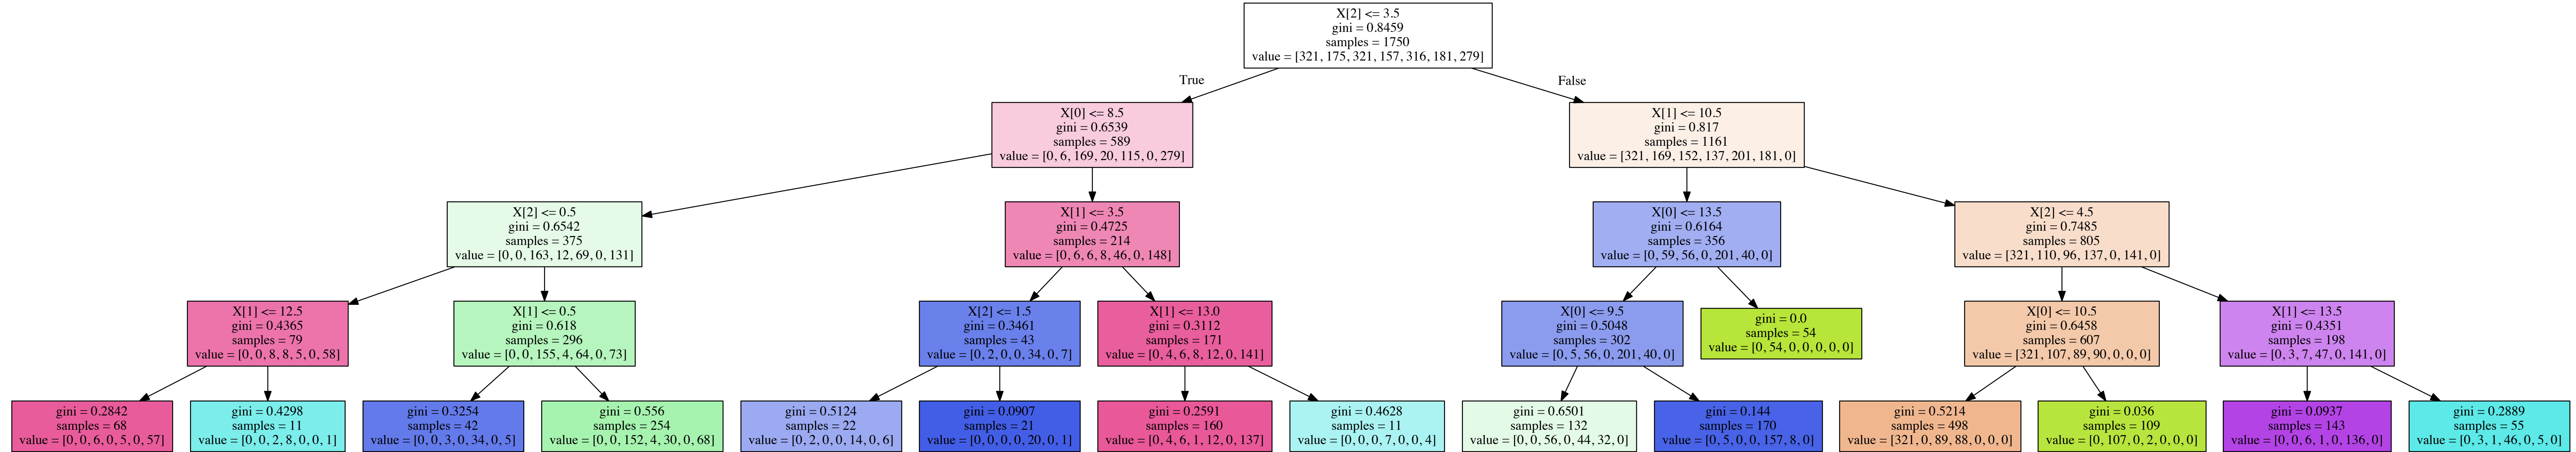 X[2] <= 3.5
gini = 0.8459
samples = 1750
value = [321, 175, 321, 157, 316, 181, 279]
True
False
X[0] <= 8.5
gini = 0.6539
samples = 589
value = [0, 6, 169, 20, 115, 0, 279]
X[1] <= 10.5
gini = 0.817
samples = 1161
value = [321, 169, 152, 137, 201, 181, 0]
X[2] <= 0.5
gini = 0.6542
samples = 375
value = [0, 0, 163, 12, 69, 0, 131]
X[1] <= 3.5
gini = 0.4725
samples = 214
value = [0, 6, 6, 8, 46, 0, 148]
X[0] <= 13.5
gini = 0.6164
samples = 356
value = [0, 59, 56, 0, 201, 40, 0]
X[2] <= 4.5
gini = 0.7485
samples = 805
value = [321, 110, 96, 137, 0, 141, 0]
X[1] <= 12.5
gini = 0.4365
samples = 79
value = [0, 0, 8, 8, 5, 0, 58]
X[1] <= 0.5
gini = 0.618
samples = 296
value = [0, 0, 155, 4, 64, 0, 73]
X[2] <= 1.5
gini = 0.3461
samples = 43
value = [0, 2, 0, 0, 34, 0, 7]
X[1] <= 13.0
gini = 0.3112
samples = 171
value = [0, 4, 6, 8, 12, 0, 141]
X[0] <= 9.5
gini = 0.5048
samples = 302
value = [0, 5, 56, 0, 201, 40, 0]
gini = 0.0
samples = 54
value = [0, 54, 0, 0, 0, 0, 0]
X[0] <= 10.5
gini = 0.6458
samples = 607
value = [321, 107, 89, 90, 0, 0, 0]
X[1] <= 13.5
gini = 0.4351
samples = 198
value = [0, 3, 7, 47, 0, 141, 0]
gini = 0.2842
samples = 68
value = [0, 0, 6, 0, 5, 0, 57]
gini = 0.4298
samples = 11
value = [0, 0, 2, 8, 0, 0, 1]
gini = 0.3254
samples = 42
value = [0, 0, 3, 0, 34, 0, 5]
gini = 0.556
samples = 254
value = [0, 0, 152, 4, 30, 0, 68]
gini = 0.5124
samples = 22
value = [0, 2, 0, 0, 14, 0, 6]
gini = 0.0907
samples = 21
value = [0, 0, 0, 0, 20, 0, 1]
gini = 0.2591
samples = 160
value = [0, 4, 6, 1, 12, 0, 137]
gini = 0.4628
samples = 11
value = [0, 0, 0, 7, 0, 0, 4]
gini = 0.6501
samples = 132
value = [0, 0, 56, 0, 44, 32, 0]
gini = 0.144
samples = 170
value = [0, 5, 0, 0, 157, 8, 0]
gini = 0.5214
samples = 498
value = [321, 0, 89, 88, 0, 0, 0]
gini = 0.036
samples = 109
value = [0, 107, 0, 2, 0, 0, 0]
gini = 0.0937
samples = 143
value = [0, 0, 6, 1, 0, 136, 0]
gini = 0.2889
samples = 55
value = [0, 3, 1, 46, 0, 5, 0]